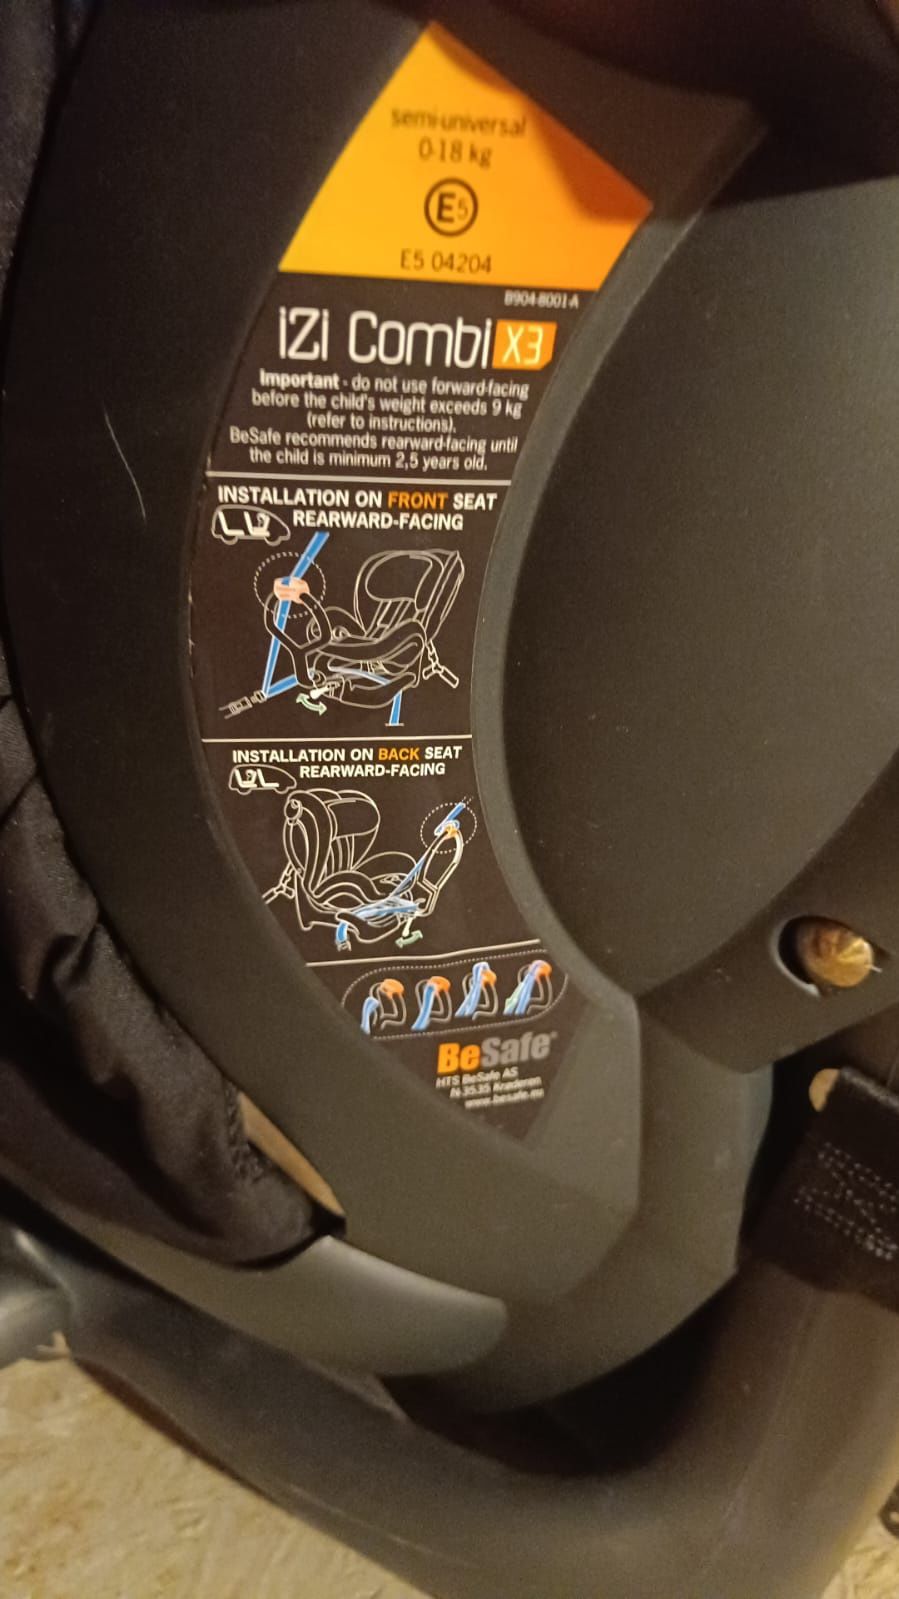 semi-universal
0-18 kg
E5
E5 04204
B904-8001-A
iZi Combi X3
Important - do not use forward-facing
before the child's weight exceeds 9 kg
(refer to instructions).
BeSafe recommends rearward-facing until
the child is minimum 2,5 years old.
INSTALLATION ON FRONT SEAT
REARWARD-FACING
INSTALLATION ON BACK SEAT
REARWARD-FACING
BeSafe
HTS BeSafe AS
N-3535 Krøderen
www.besafe.eu